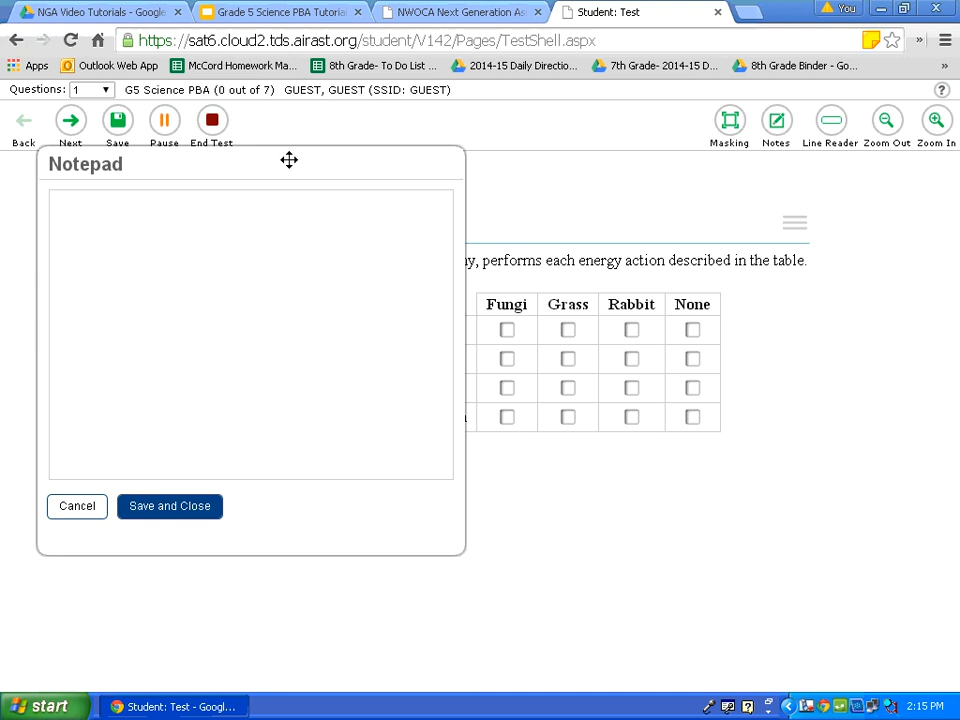 NGA Video Tutorials - Google
Grade 5 Science PBA Tutoria
NWOCA Next Generation As
Student: Test
You
https://sat6.cloud2.tds.airast.org/student/V142/Pages/TestShell.aspx
Apps
Outlook Web App
McCord Homework Ma...
8th Grade- To Do List ...
2014-15 Daily Directio...
7th Grade- 2014-15 D...
8th Grade Binder - Go...
Questions: 1
G5 Science PBA (0 out of 7)
GUEST, GUEST (SSID: GUEST)
Back
Next
Save
Pause
End Test
Masking
Notes
Line Reader
Zoom Out
Zoom In
Notepad
performs each energy action described in the table.
Fungi Grass Rabbit None
Cancel
Save and Close
start
Student: Test - Googl...
2:15 PM